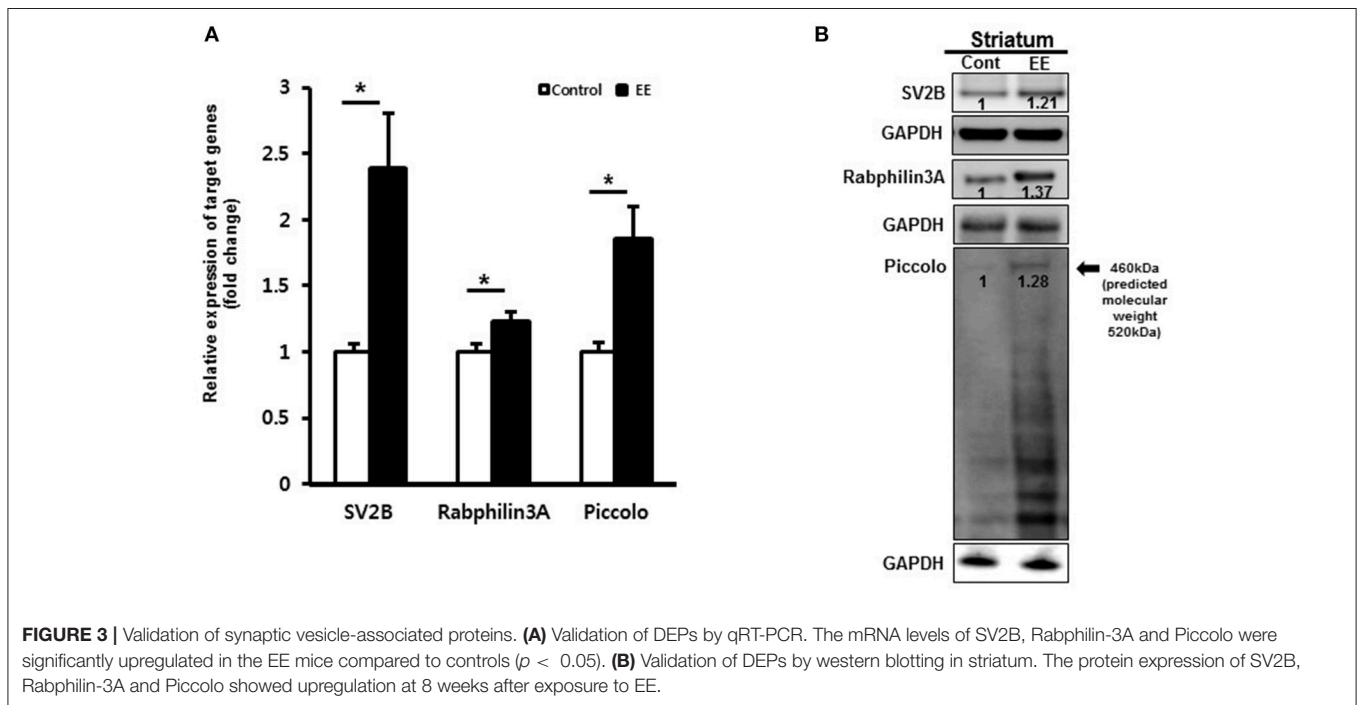 A
Relative expression of target genes
(fold change)
3
2.5
2
1.5
1
0.5
0
Control EE
*
*
*
SV2B Rabphilin3A Piccolo
B
Striatum
Cont EE
SV2B
1 1.21
GAPDH
Rabphilin3A
1 1.37
GAPDH
Piccolo
1 1.28
460kDa
(predicted
molecular
weight
520kDa)
GAPDH
FIGURE 3 | Validation of synaptic vesicle-associated proteins. (A) Validation of DEPs by qRT-PCR. The mRNA levels of SV2B, Rabphilin-3A and Piccolo were
significantly upregulated in the EE mice compared to controls (p < 0.05). (B) Validation of DEPs by western blotting in striatum. The protein expression of SV2B,
Rabphilin-3A and Piccolo showed upregulation at 8 weeks after exposure to EE.